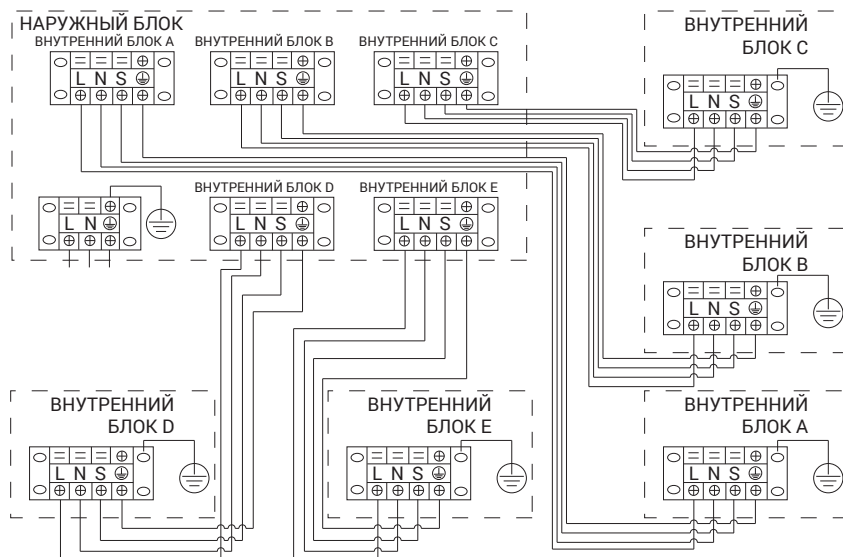 НАРУЖНЫЙ БЛОК
ВНУТРЕННИЙ БЛОК A
ВНУТРЕННИЙ БЛОК B
ВНУТРЕННИЙ БЛОК C
L N S
L N S
L N S
ВНУТРЕННИЙ
БЛОК C
L N S
ВНУТРЕННИЙ БЛОК D
ВНУТРЕННИЙ БЛОК E
L N
L N S
L N S
ВНУТРЕННИЙ
БЛОК B
L N S
ВНУТРЕННИЙ
БЛОК D
L N S
ВНУТРЕННИЙ
БЛОК E
L N S
ВНУТРЕННИЙ
БЛОК A
L N S